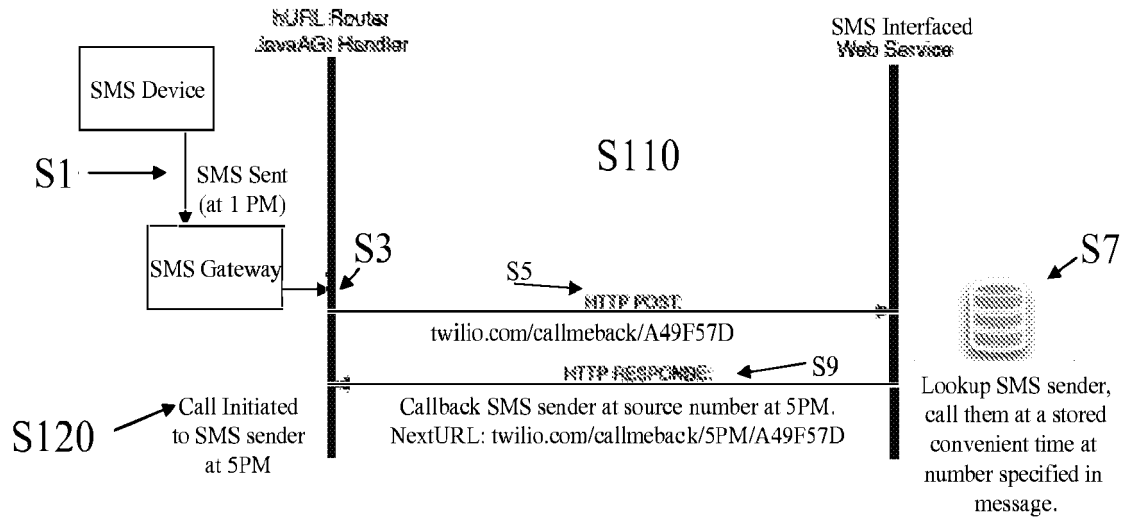 hURL Router
JavaAGI Handler
SMS Interfaced
Web Service
SMS Device
S110
S1
SMS Sent
(at 1 PM)
S3
S7
SMS Gateway
S5
HTTP POST:
twilio.com/callmeback/A49F57D
HTTP RESPONSE:
S9
Lookup SMS sender,
call them at a stored
convenient time at
number specified in
message.
S120
Call Initiated
to SMS sender
at 5PM
Callback SMS sender at source number at 5PM.
NextURL: twilio.com/callmeback/5PM/A49F57D